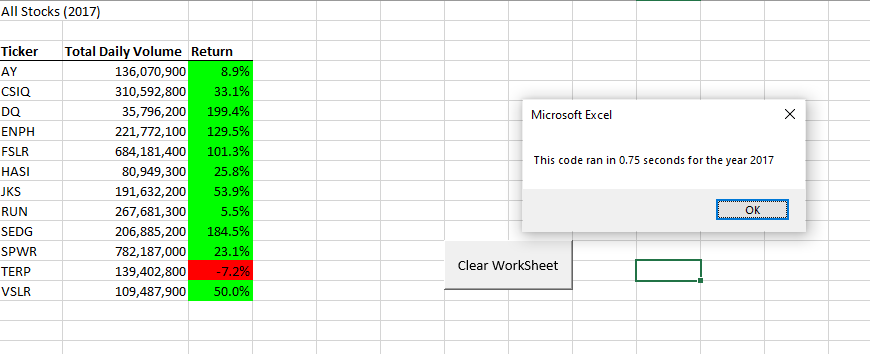 All Stocks (2017)
Ticker Total Daily Volume Return
AY 136,070,900 8.9%
CSIQ 310,592,800 33.1%
DQ 35,796,200 199.4%
ENPH 221,772,100 129.5%
FSLR 684,181,400 101.3%
HASI 80,949,300 25.8%
JKS 191,632,200 53.9%
RUN 267,681,300 5.5%
SEDG 206,885,200 184.5%
SPWR 782,187,000 23.1%
TERP 139,402,800 -7.2%
VSLR 109,487,900 50.0%
Microsoft Excel
This code ran in 0.75 seconds for the year 2017
OK
Clear WorkSheet